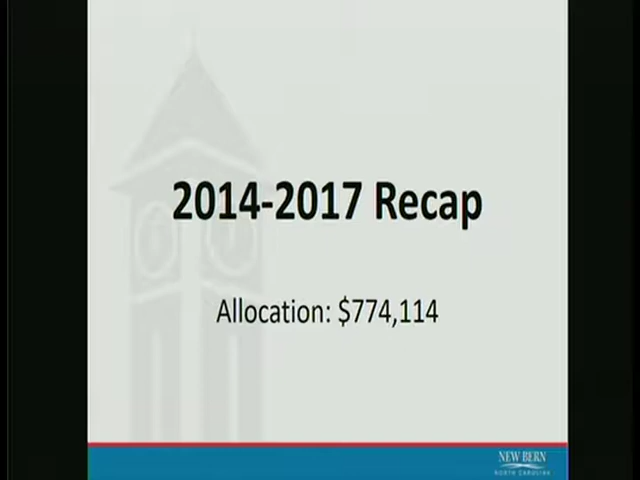 2014-2017 Recap
Allocation: $774,114
NEW BERN
NORTH CAROLINA